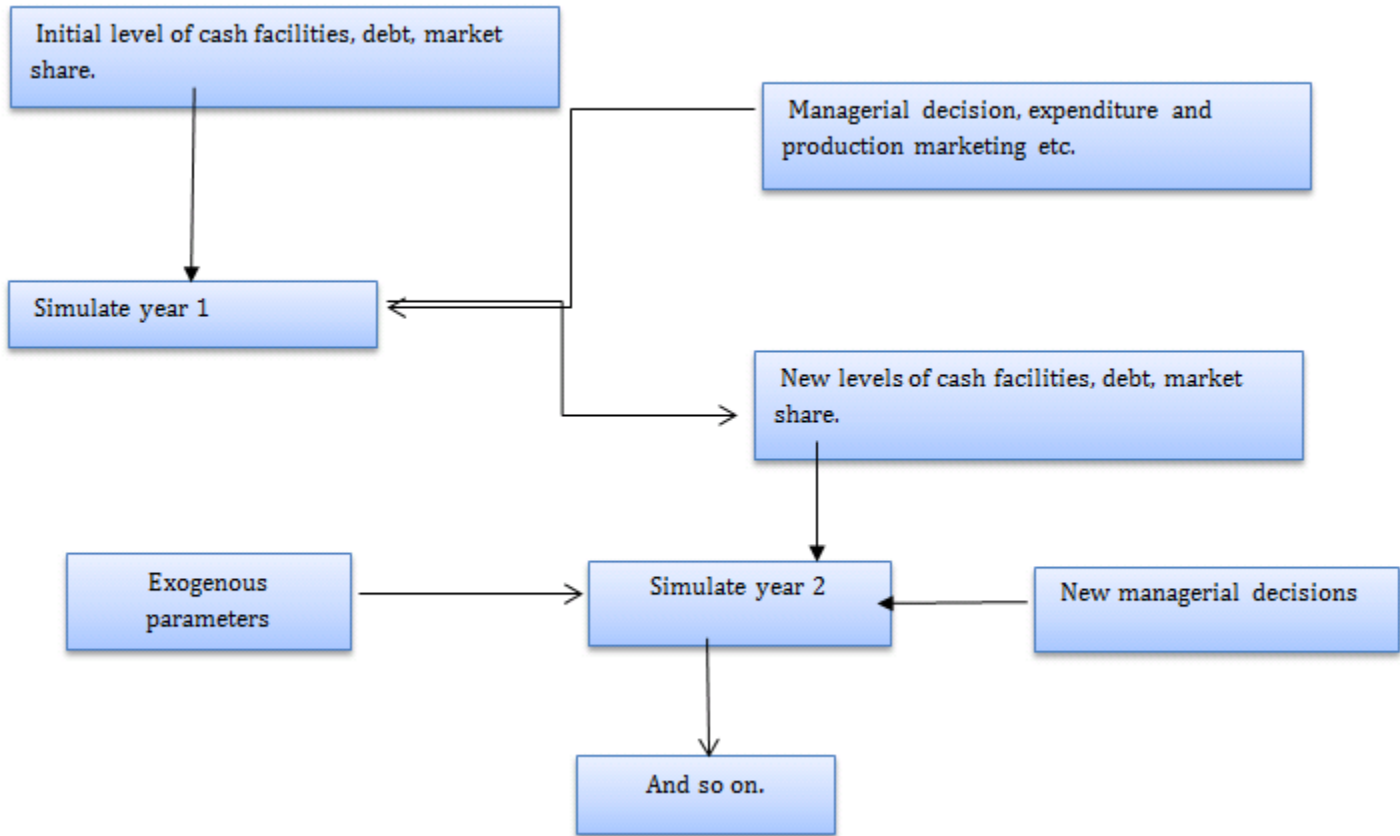 Initial level of cash facilities, debt, market
share.
Managerial decision, expenditure and
production marketing etc.
Simulate year 1
New levels of cash facilities, debt, market
share.
Exogenous
parameters
Simulate year 2
New managerial decisions
And so on.